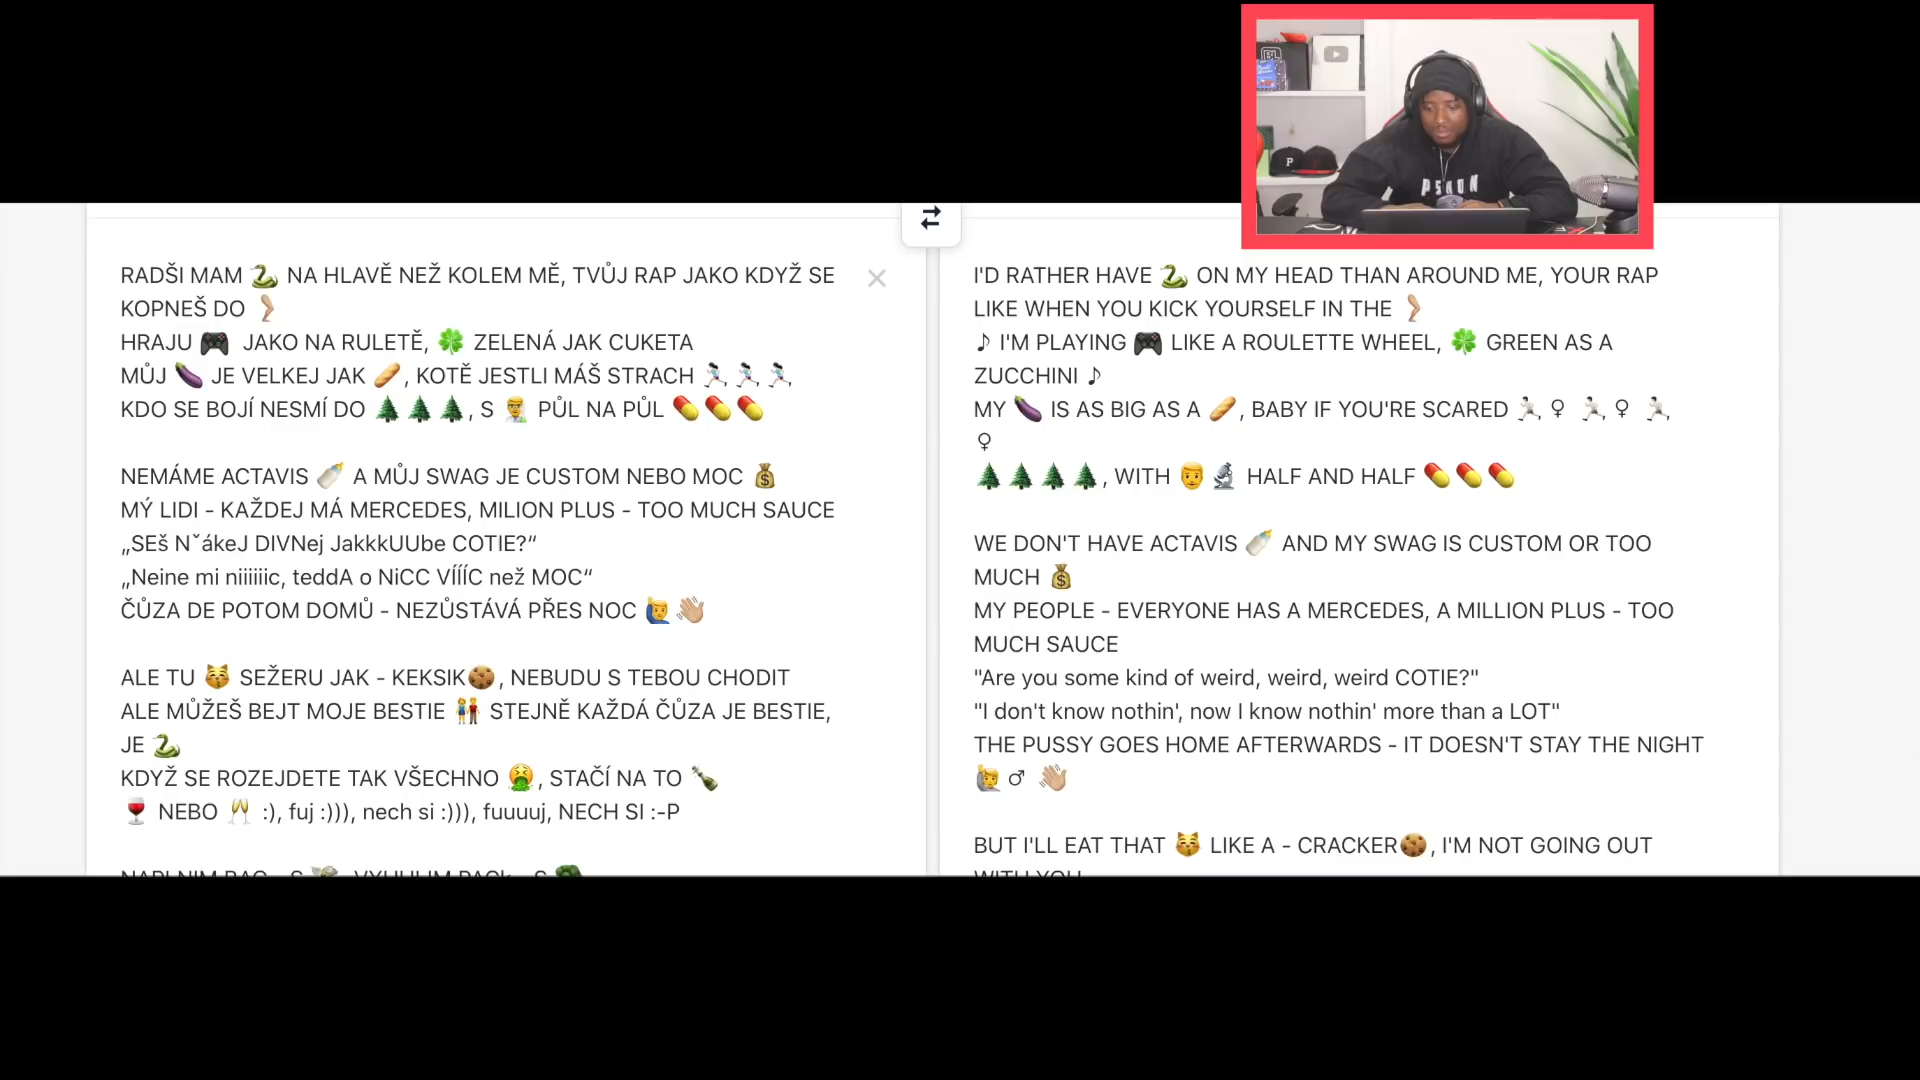 RADŠI MAM 🐍 NA HLAVĚ NEŽ KOLEM MĚ, TVŮJ RAP JAKO KDYŽ SE
KOPNEŠ DO 🦵🏼
HRAJU 🎮 JAKO NA RULETĚ, 🍀 ZELENÁ JAK CUKETA
MŮJ 🍆 JE VELKEJ JAK 🥖, KOTĚ JESTLI MÁŠ STRACH 🏃🏻‍♀️🏃🏻‍♀️🏃🏻‍♀️
KDO SE BOJÍ NESMÍ DO 🌲🌲🌲, S 👨‍🔬 PŮL NA PŮL 💊💊💊
NEMÁME ACTAVIS 🍼 A MŮJ SWAG JE CUSTOM NEBO MOC 💰
MÝ LIDI - KAŽDEJ MÁ MERCEDES, MILION PLUS - TOO MUCH SAUCE
„SEš NˇákeJ DIVNej JakkkUUbe COTIE?“
„Neine mi niiiiiic, teddA o NiCC VÍÍÍC než MOC“
ČŮZA DE POTOM DOMŮ - NEZŮSTÁVÁ PŘES NOC 🙋‍♂️👋🏼
ALE TU 😽 SEŽERU JAK - KEKSIK🍪, NEBUDU S TEBOU CHODIT
ALE MŮŽEŠ BEJT MOJE BESTIE 👫 STEJNĚ KAŽDÁ ČŮZA JE BESTIE,
JE 🐍
KDYŽ SE ROZEJDETE TAK VŠECHNO 🤮, STAČÍ NA TO 🍾
🍷 NEBO 🥂 :), fuj :))), nech si :))), fuuuuj, NECH SI :-P
I'D RATHER HAVE 🐍 ON MY HEAD THAN AROUND ME, YOUR RAP
LIKE WHEN YOU KICK YOURSELF IN THE 🦵🏼
♪ I'M PLAYING 🎮 LIKE A ROULETTE WHEEL, 🍀 GREEN AS A
ZUCCHINI ♪
MY 🍆 IS AS BIG AS A 🥖, BABY IF YOU'RE SCARED 🏃🏻 ♀ 🏃🏻 ♀ 🏃🏻
♀
🌲🌲🌲🌲, WITH 👨🔬 HALF AND HALF 💊💊💊
WE DON'T HAVE ACTAVIS 🍼 AND MY SWAG IS CUSTOM OR TOO
MUCH 💰
MY PEOPLE - EVERYONE HAS A MERCEDES, A MILLION PLUS - TOO
MUCH SAUCE
"Are you some kind of weird, weird, weird COTIE?"
"I don't know nothin', now I know nothin' more than a LOT"
THE PUSSY GOES HOME AFTERWARDS - IT DOESN'T STAY THE NIGHT
🙋♂ 👋🏼
BUT I'LL EAT THAT 😽 LIKE A - CRACKER🍪, I'M NOT GOING OUT
WITH YOU